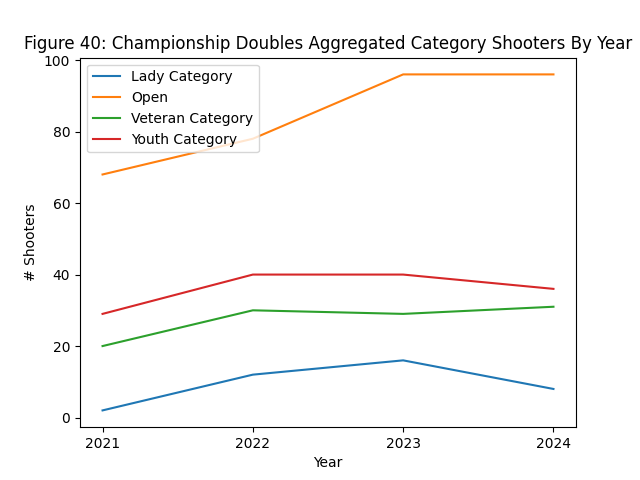 Figure 40: Championship Doubles Aggregated Category Shooters By Year
100
80
60
40
20
0
# Shooters
Lady Category
Open
Veteran Category
Youth Category
2021
2022
2023
2024
Year